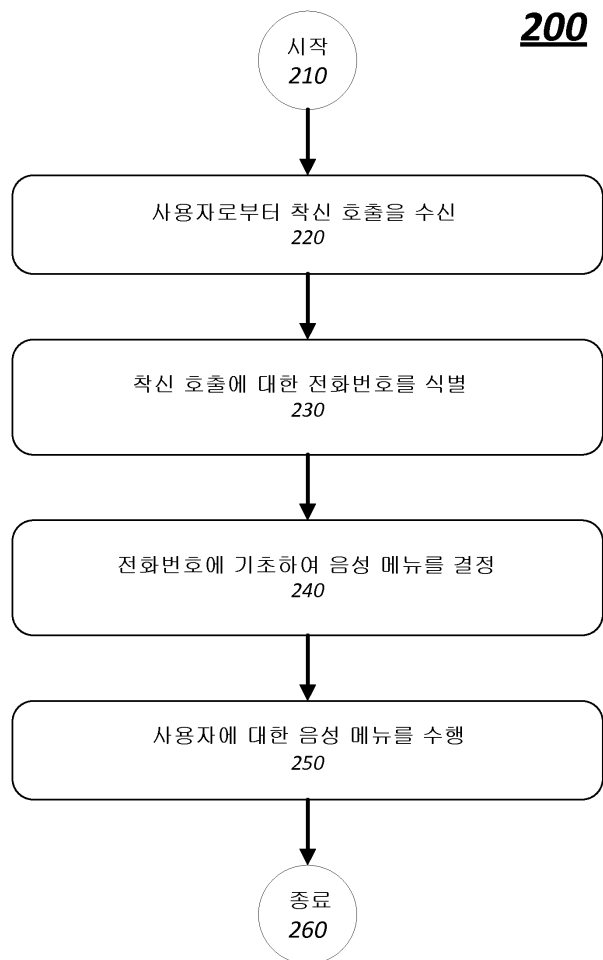 200
시작
210
사용자로부터 착신 호출을 수신
220
착신 호출에 대한 전화번호를 식별
230
전화번호에 기초하여 음성 메뉴를 결정
240
사용자에 대한 음성 메뉴를 수행
250
종료
260